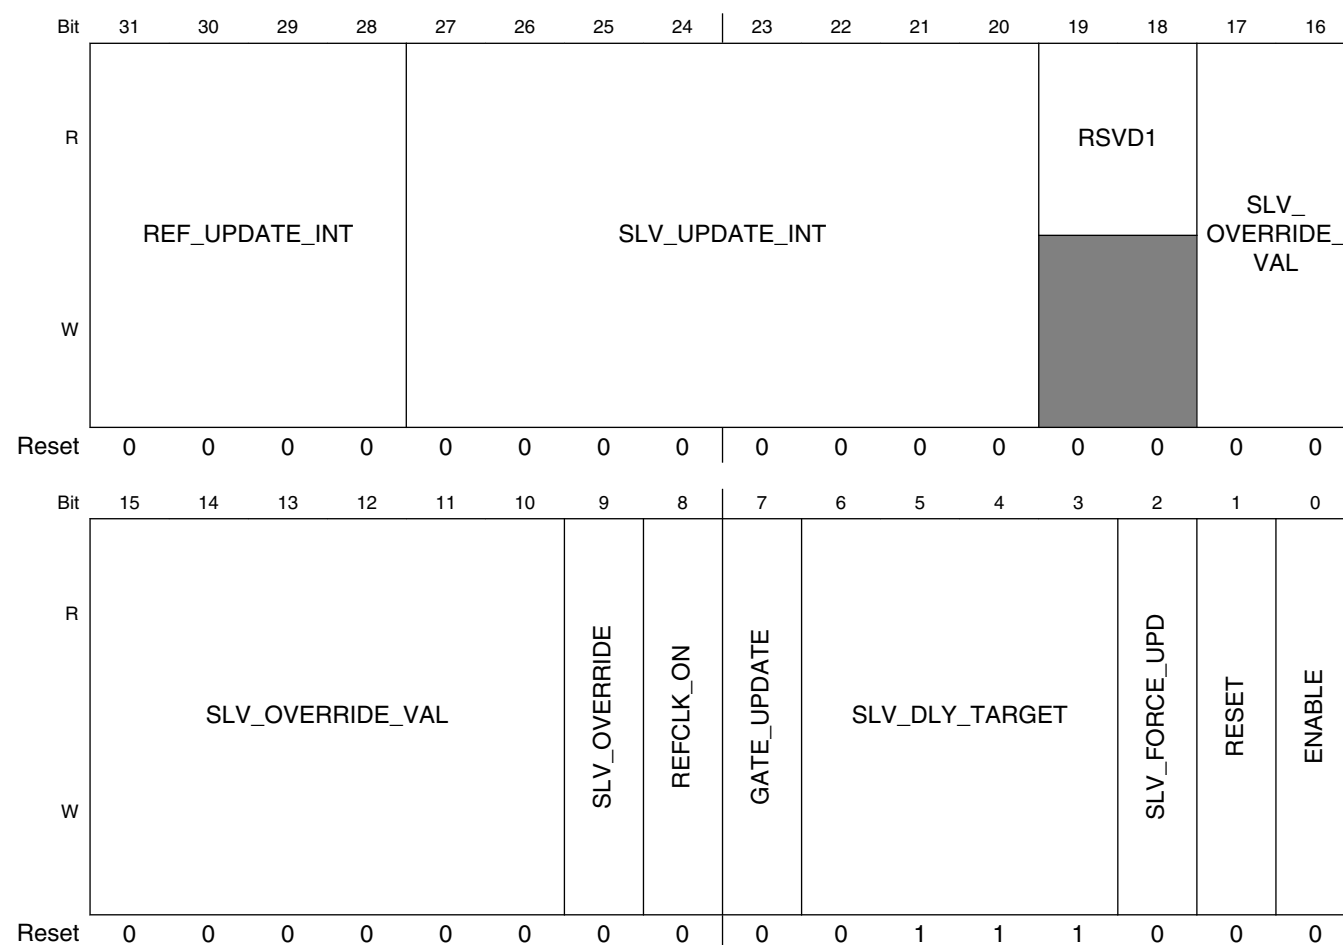 Bit 31 30 29 28 27 26 25 24 23 22 21 20 19 18 17 16
R
RSVD1
REF_UPDATE_INT SLV_UPDATE_INT SLV_
OVERRIDE_
VAL
W
Reset 0 0 0 0 0 0 0 0 0 0 0 0 0 0 0 0
Bit 15 14 13 12 11 10 9 8 7 6 5 4 3 2 1 0
R
SLV_OVERRIDE_VAL SLV_OVERRIDE REFCLK_ON GATE_UPDATE SLV_DLY_TARGET SLV_FORCE_UPD RESET ENABLE
W
Reset 0 0 0 0 0 0 0 0 0 0 1 1 1 0 0 0